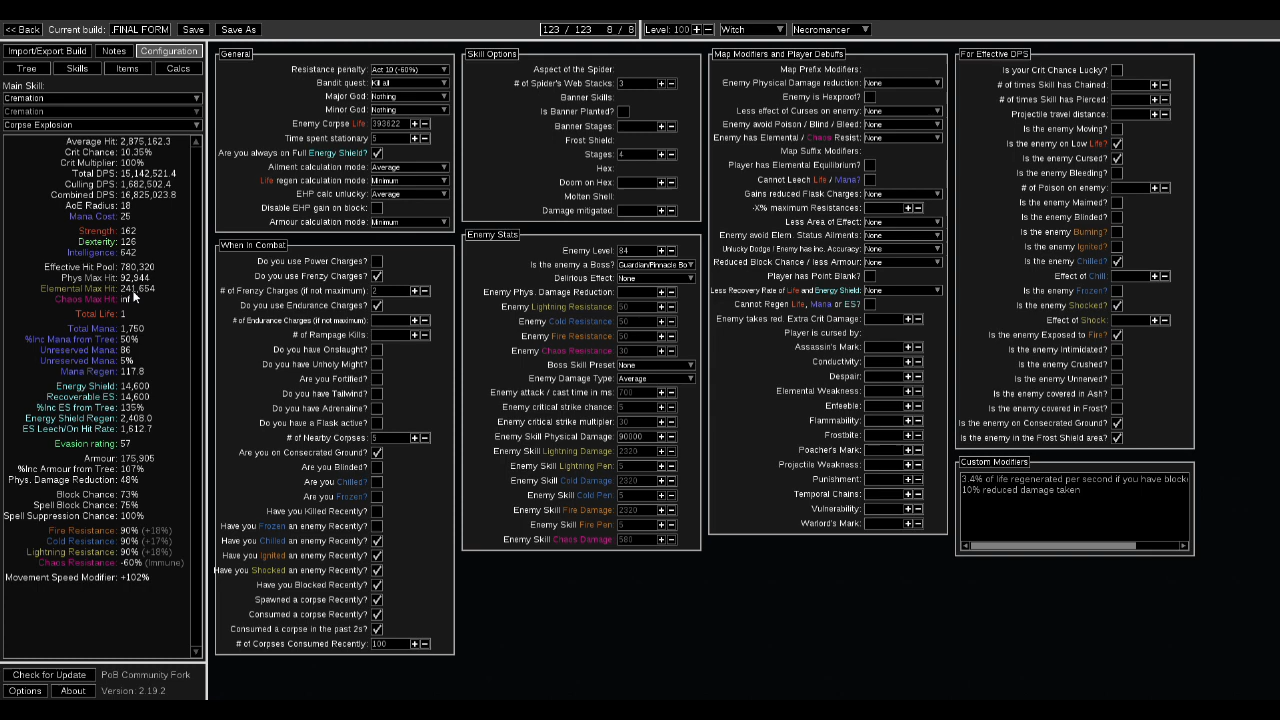 << Back Current build: .FINAL FORM Save Save As 123 / 123 8 / 8 Level: 100 + - Witch Necromancer
Import/Export Build Notes Configuration
Tree Skills Items Calcs
Main Skill:
Cremation
Cremation
Corpse Explosion
Average Hit: 2,875,162.3
Crit Chance: 10.35%
Crit Multiplier: 100%
Total DPS: 15,142,521.4
Culling DPS: 1,682,502.4
Combined DPS: 16,825,023.8
AoE Radius: 18
Mana Cost: 25
Strength: 162
Dexterity: 126
Intelligence: 642
Effective Hit Pool: 780,320
Phys Max Hit: 92,944
Elemental Max Hit: 241,654
Chaos Max Hit: inf
Total Life: 1
Total Mana: 1,750
%Inc Mana from Tree: 50%
Unreserved Mana: 86
Unreserved Mana: 5%
Mana Regen: 117.8
Energy Shield: 14,600
Recoverable ES: 14,600
%Inc ES from Tree: 135%
Energy Shield Regen: 2,408.0
ES Leech/On Hit Rate: 1,612.7
Evasion rating: 57
Armour: 175,905
%Inc Armour from Tree: 107%
Phys. Damage Reduction: 48%
Block Chance: 73%
Spell Block Chance: 75%
Spell Suppression Chance: 100%
Fire Resistance: 90% (+18%)
Cold Resistance: 90% (+17%)
Lightning Resistance: 90% (+18%)
Chaos Resistance: -60% (Immune)
Movement Speed Modifier: +102%
Check for Update PoB Community Fork
Options About Version: 2.19.2
General
Resistance penalty: Act 10 (-60%)
Bandit quest: Kill all
Major God: Nothing
Minor God: Nothing
Enemy Corpse Life: 393622 + -
Time spent stationary 5 + -
Are you always on Full Energy Shield?
Ailment calculation mode: Average
Life regen calculation mode: Minimum
EHP calc unlucky: Average
Disable EHP gain on block:
Armour calculation mode: Minimum
When In Combat
Do you use Power Charges?
Do you use Frenzy Charges?
# of Frenzy Charges (if not maximum): 2 + -
Do you use Endurance Charges?
# of Endurance Charges (if not maximum): + -
# of Rampage Kills: + -
Do you have Onslaught?
Do you have Unholy Might?
Are you Fortified?
Do you have Tailwind?
Do you have Adrenaline?
Do you have a Flask active?
# of Nearby Corpses: 5 + -
Are you on Consecrated Ground?
Are you Blinded?
Are you Chilled?
Are you Frozen?
Have you Killed Recently?
Have you Frozen an enemy Recently?
Have you Chilled an enemy Recently?
Have you Ignited an enemy Recently?
Have you Shocked an enemy Recently?
Have you Blocked Recently?
Spawned a corpse Recently?
Consumed a corpse Recently?
Consumed a corpse in the past 2s?
# of Corpses Consumed Recently: 100 + -
Skill Options
Aspect of the Spider:
# of Spider's Web Stacks: 3 + -
Banner Skills:
Is Banner Planted?
Banner Stages: + -
Frost Shield:
Stages: 4 + -
Hex:
Doom on Hex: + -
Molten Shell:
Damage mitigated: + -
Enemy Stats
Enemy Level: 84 + -
Is the enemy a Boss? Guardian/Pinnacle Bo
Delirious Effect: None
Enemy Phys. Damage Reduction: + -
Enemy Lightning Resistance: 50 + -
Enemy Cold Resistance: 50 + -
Enemy Fire Resistance: 50 + -
Enemy Chaos Resistance: 30 + -
Boss Skill Preset None
Enemy Damage Type: Average
Enemy attack / cast time in ms: 700 + -
Enemy critical strike chance: 5 + -
Enemy critical strike multipler: 30 + -
Enemy Skill Physical Damage: 90000 + -
Enemy Skill Lightning Damage: 2320 + -
Enemy Skill Lightning Pen: 5 + -
Enemy Skill Cold Damage: 2320 + -
Enemy Skill Cold Pen: 5 + -
Enemy Skill Fire Damage: 2320 + -
Enemy Skill Fire Pen: 5 + -
Enemy Skill Chaos Damage: 580 + -
Map Modifiers and Player Debuffs
Map Prefix Modifiers:
Enemy Physical Damage reduction: None
Enemy is Hexproof?
Less effect of Curses on enemy: None
Enemy avoid Poison / Blind / Bleed: None
Enemy has Elemental / Chaos Resist: None
Map Suffix Modifiers:
Player has Elemental Equilibrium?
Cannot Leech Life / Mana?
Gains reduced Flask Charges: None
-X% maximum Resistances: + -
Less Area of Effect: None
Enemy avoid Elem. Status Ailments: None
Unlucky Dodge / Enemy has inc. Accuracy: None
Reduced Block Chance / less Armour: None
Player has Point Blank?
Less Recovery Rate of Life and Energy Shield: None
Cannot Regen Life, Mana or ES?
Enemy takes red. Extra Crit Damage: + -
Player is cursed by:
Assassin's Mark: + -
Conductivity: + -
Despair: + -
Elemental Weakness: + -
Enfeeble: + -
Flammability: + -
Frostbite: + -
Poacher's Mark: + -
Projectile Weakness: + -
Punishment: + -
Temporal Chains: + -
Vulnerability: + -
Warlord's Mark: + -
For Effective DPS
Is your Crit Chance Lucky?
# of times Skill has Chained: + -
# of times Skill has Pierced: + -
Projectile travel distance: + -
Is the enemy Moving?
Is the enemy on Low Life?
Is the enemy Cursed?
Is the enemy Bleeding?
# of Poison on enemy: + -
Is the enemy Maimed?
Is the enemy Blinded?
Is the enemy Burning?
Is the enemy Ignited?
Is the enemy Chilled?
Effect of Chill: + -
Is the enemy Frozen?
Is the enemy Shocked?
Effect of Shock: + -
Is the enemy Exposed to Fire?
Is the enemy Intimidated?
Is the enemy Crushed?
Is the enemy Unnerved?
Is the enemy covered in Ash?
Is the enemy covered in Frost?
Is the enemy on Consecrated Ground?
Is the enemy in the Frost Shield area?
Custom Modifiers
3.4% of life regenerated per second if you have blocke
10% reduced damage taken